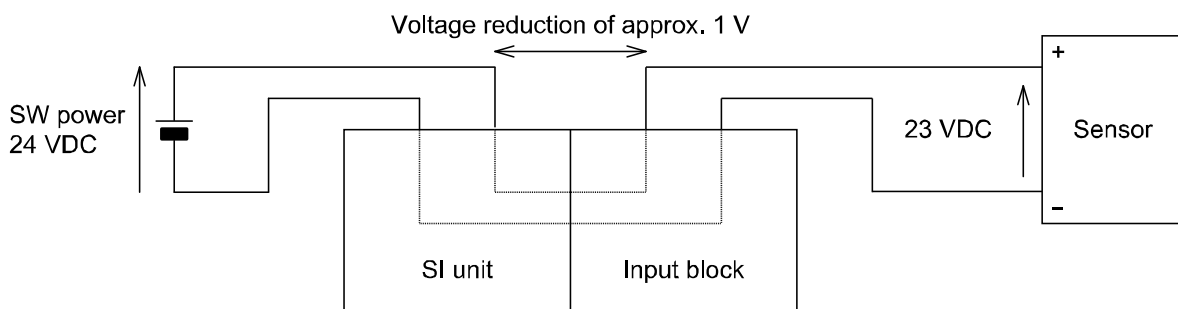 Voltage reduction of approx. 1 V
SW power
24 VDC
+
23 VDC
Sensor
–
SI unit
Input block